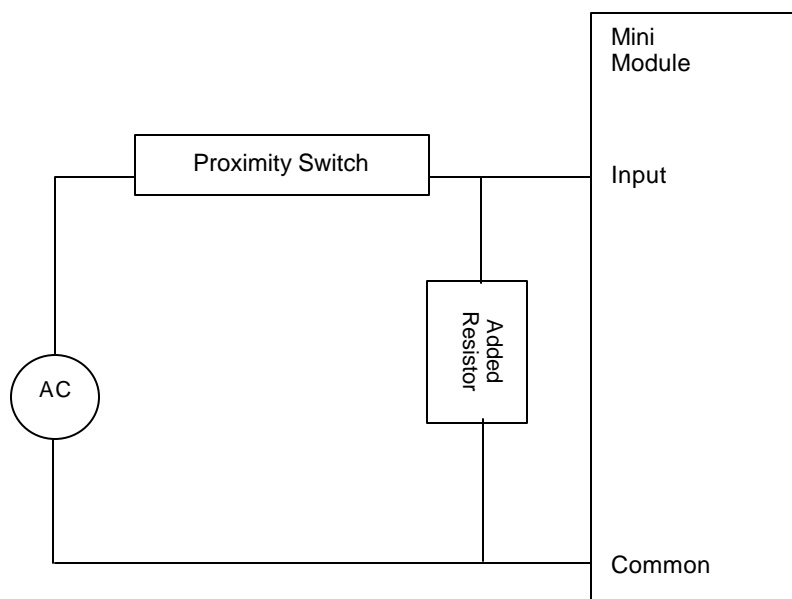 Mini
Module
Proximity Switch
Input
Added
Resistor
AC
Common